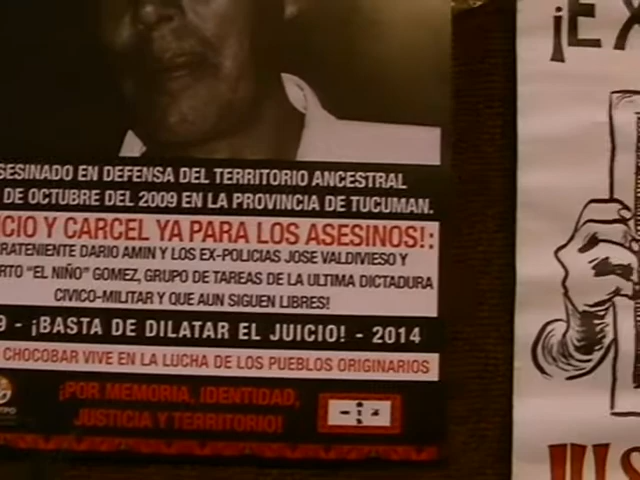 SESINADO EN DEFENSA DEL TERRITORIO ANCESTRAL
DE OCTUBRE DEL 2009 EN LA PROVINCIA DE TUCUMAN.
ICIO Y CARCEL YA PARA LOS ASESINOS!:
RATENIENTE DARIO AMIN Y LOS EX-POLICIAS JOSE VALDIVIESO Y
RTO "EL NIÑO" GOMEZ, GRUPO DE TAREAS DE LA ULTIMA DICTADURA
CIVICO-MILITAR Y QUE AUN SIGUEN LIBRES!
9 - ¡BASTA DE DILATAR EL JUICIO! - 2014
CHOCOBAR VIVE EN LA LUCHA DE LOS PUEBLOS ORIGINARIOS
¡POR MEMORIA, IDENTIDAD,
JUSTICIA Y TERRITORIO!
¡EX